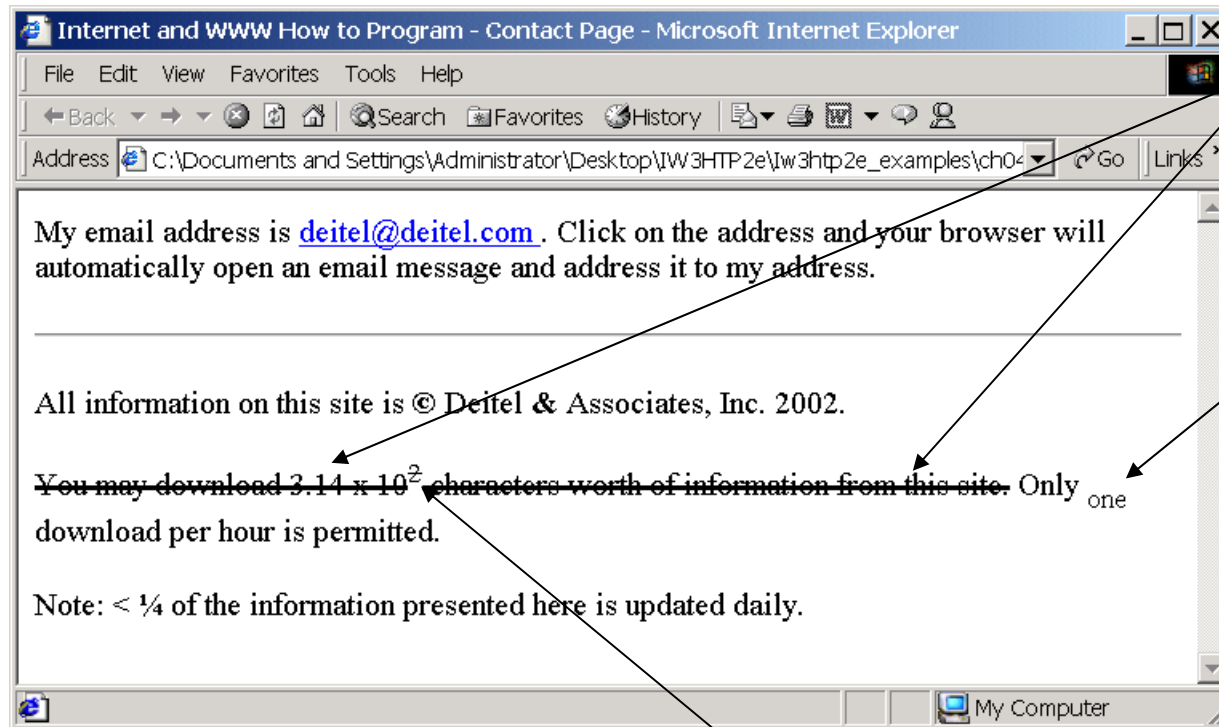 Internet and WWW How to Program - Contact Page - Microsoft Internet Explorer
File Edit View Favorites Tools Help
Back Search Favorites History
Address C:\Documents and Settings\Administrator\Desktop\IW3HTP2e\Iw3htp2e_examples\ch04 Go Links »
My email address is deitel@deitel.com . Click on the address and your browser will
automatically open an email message and address it to my address.
All information on this site is © Deitel & Associates, Inc. 2002.
You may download 3.14 x 10² characters worth of information from this site. Only one
download per hour is permitted.
Note: < ¼ of the information presented here is updated daily.
My Computer